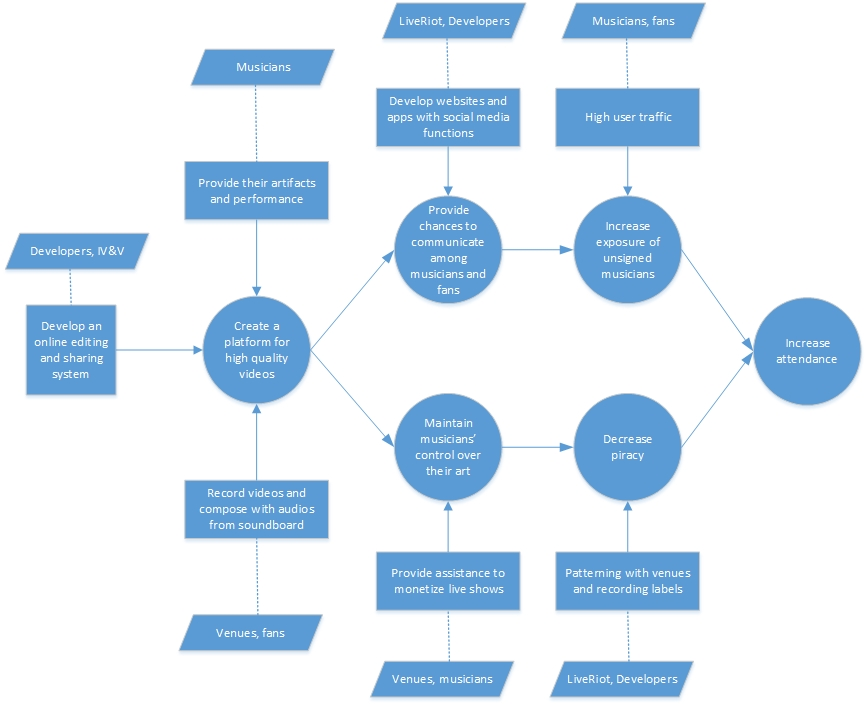 LiveRiot, Developers
Musicians, fans
Musicians
Develop websites and
apps with social media
functions
High user traffic
Provide their artifacts
and performance
Developers, IV&V
Provide
chances to
communicate
among
musicians and
fans
Increase
exposure of
unsigned
musicians
Develop an
online editing
and sharing
system
Create a
platform for
high quality
videos
Increase
attendance
Maintain
musicians'
control over
their art
Decrease
piracy
Record videos and
compose with audios
from soundboard
Provide assistance to
monetize live shows
Patterning with venues
and recording labels
Venues, fans
Venues, musicians
LiveRiot, Developers